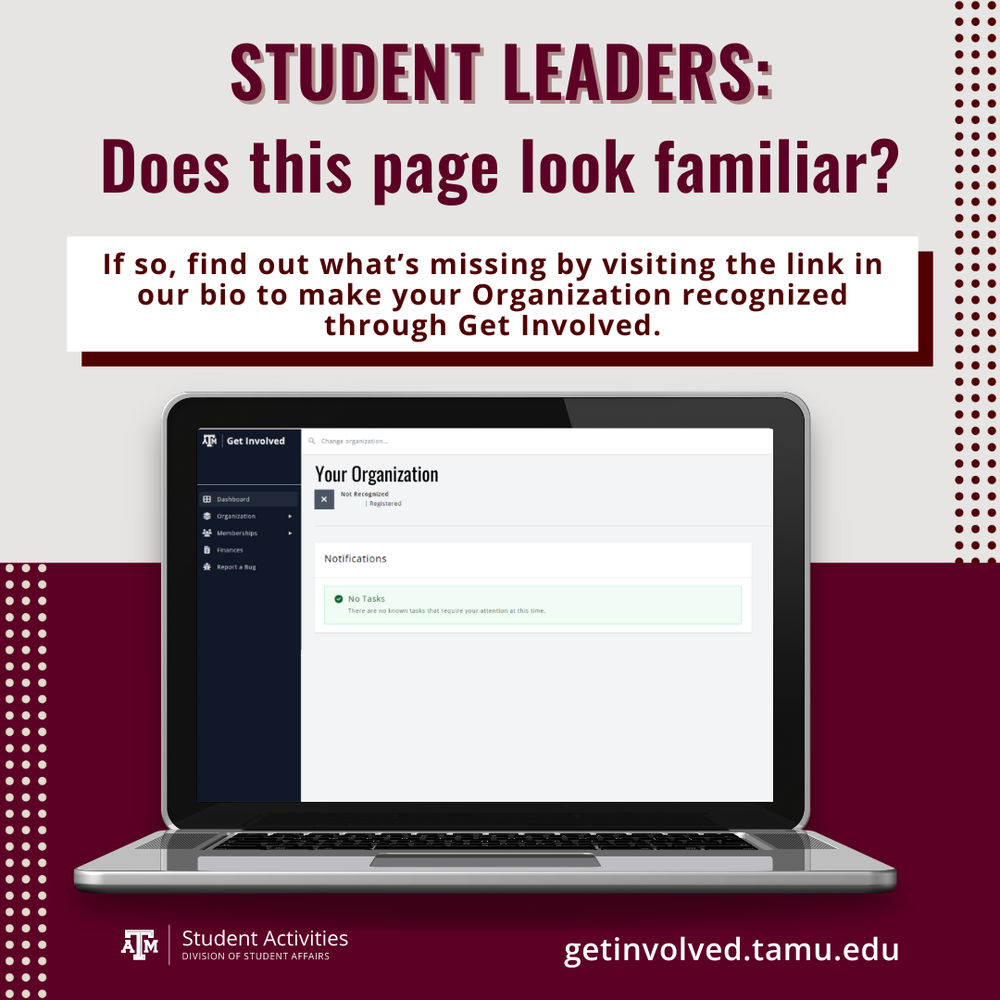 STUDENT LEADERS:
Does this page look familiar?
If so, find out what’s missing by visiting the link in
our bio to make your Organization recognized
through Get Involved.
ATM Get Involved
Change organization...
Your Organization
Not Recognized
| Registered
Dashboard
Organization
Memberships
Finances
Report a Bug
Notifications
No Tasks
There are no known tasks that require your attention at this time.
ATM Student Activities
DIVISION OF STUDENT AFFAIRS
getinvolved.tamu.edu